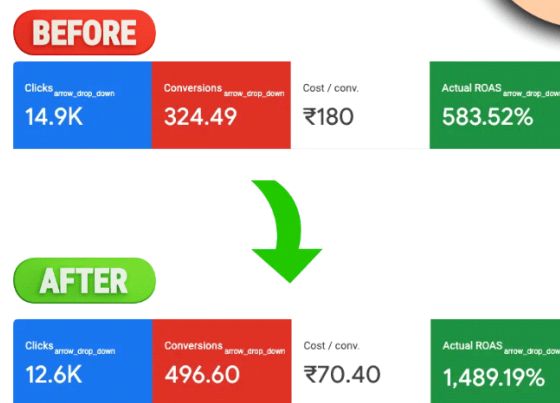 BEFORE
Clicks arrow_drop_down Conversions arrow_drop_down Cost / conv. Actual ROAS arrow_drop_down
14.9K 324.49 ₹180 583.52%
AFTER
Clicks arrow_drop_down Conversions arrow_drop_down Cost / conv. Actual ROAS arrow_drop_down
12.6K 496.60 ₹70.40 1,489.19%